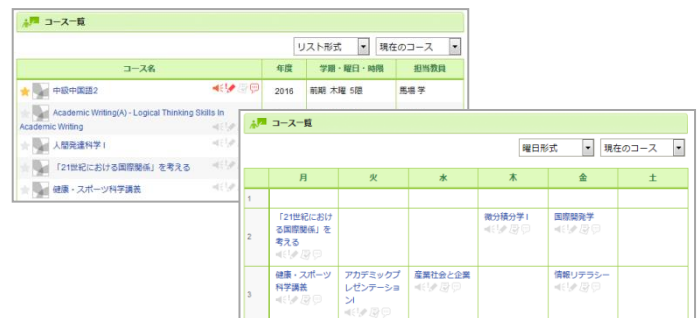 コース一覧
リスト形式 現在のコース
コース名 年度 学期・曜日・時限 担当教員
中級中国語2 2016 前期 木曜 5限 馬場 学
Academic Writing(A) - Logical Thinking Skills In
Academic Writing
人間発達科学 I
「21世紀における国際関係」を考える
健康・スポーツ科学講義
コース一覧
曜日形式 現在のコース
月 火 水 木 金 土
1
2
「21世紀におけ
る国際関係」を
考える
微分積分学 I
国際開発学
3
健康・スポーツ
科学講義
アカデミックプ
レゼンテーショ
ンI
産業社会と企業
情報リテラシー